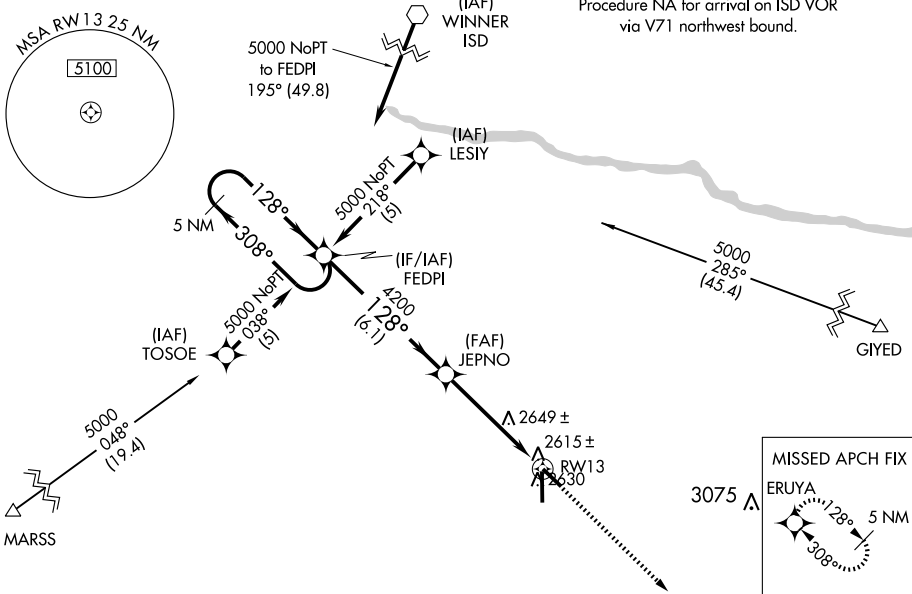 MSA RW 13 25 NM
5100
(IAF)
WINNER
ISD
Procedure NA for arrival on ISD VOR
via V71 northwest bound.
5000 NoPT
to FEDPI
195° (49.8)
(IAF)
LESIY
5000 NoPT
218°
(5)
128°
5 NM
308°
(IF/IAF)
FEDPI
5000 NoPT
038°
(5)
(IAF)
TOSOE
4200
128°
(6.1)
5000
285°
(45.4)
GIYED
(FAF)
JEPNO
5000
048°
(19.4)
MARSS
2649 ±
2615 ±
RW13
2630
3075
MISSED APCH FIX
ERUYA
128°
5 NM
308°